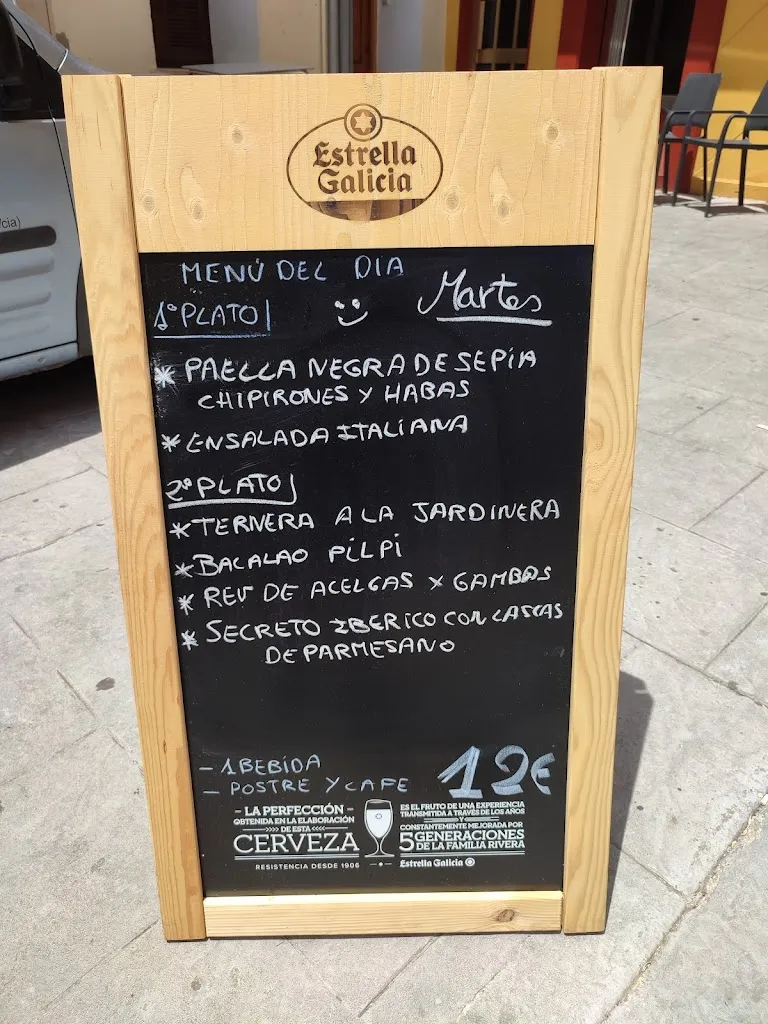 cia)
Estrella
Galicia
MENÚ DEL DIA
1º PLATO
Martes
* PAELLA NEGRA DE SEPIA
CHIPIRONES Y HABAS
* ENSALADA ITALIANA
2º PLATO
* TERNERA A LA JARDINERA
* BACALAO PILPI
* REV DE ACELGAS X GAMBAS
* SECRETO IBERICO CON LASCAS
DE PARMESANO
- 1 BEBIDA
- POSTRE Y CAFE
12€
- LA PERFECCIÓN -
OBTENIDA EN LA ELABORACIÓN
>>>> DE ESTA <<<<
CERVEZA
RESISTENCIA DESDE 1906
ES EL FRUTO DE UNA EXPERIENCIA
TRANSMITIDA A TRAVÉS DE LOS AÑOS
Y
CONSTANTEMENTE MEJORADA POR
5 GENERACIONES
DE LA FAMILIA RIVERA
Estrella Galicia